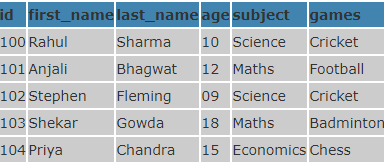 id first_name last_name age subject games
100 Rahul Sharma 10 Science Cricket
101 Anjali Bhagwat 12 Maths Football
102 Stephen Fleming 09 Science Cricket
103 Shekar Gowda 18 Maths Badminton
104 Priya Chandra 15 Economics Chess